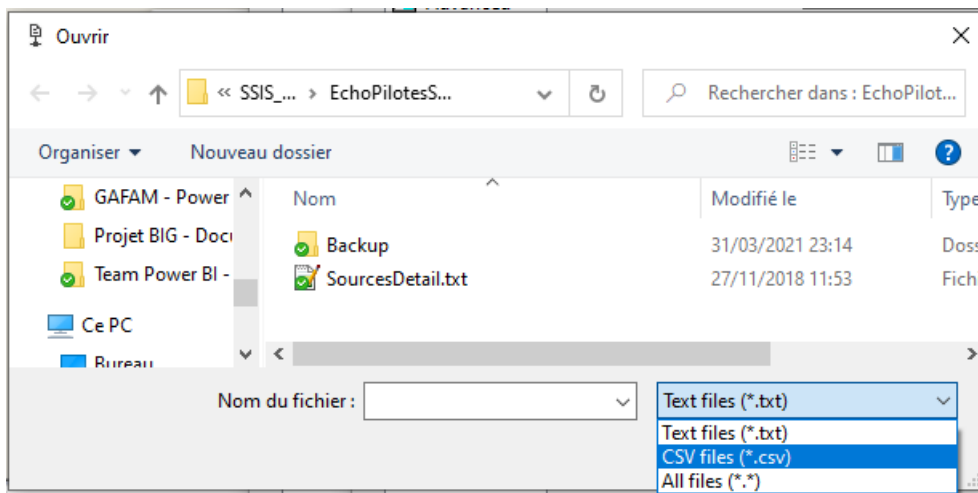 Ouvrir
« SSIS_... › EchoPilotesS...
Rechercher dans : EchoPilot...
Organiser
Nouveau dossier
?
GAFAM - Power
Projet BIG - Docu
Team Power BI -
Ce PC
Bureau
Nom
Modifié le
Type
Backup
31/03/2021 23:14
Doss
SourcesDetail.txt
27/11/2018 11:53
Fich
Nom du fichier :
Text files (*.txt)
Text files (*.txt)
CSV files (*.csv)
All files (*.*)